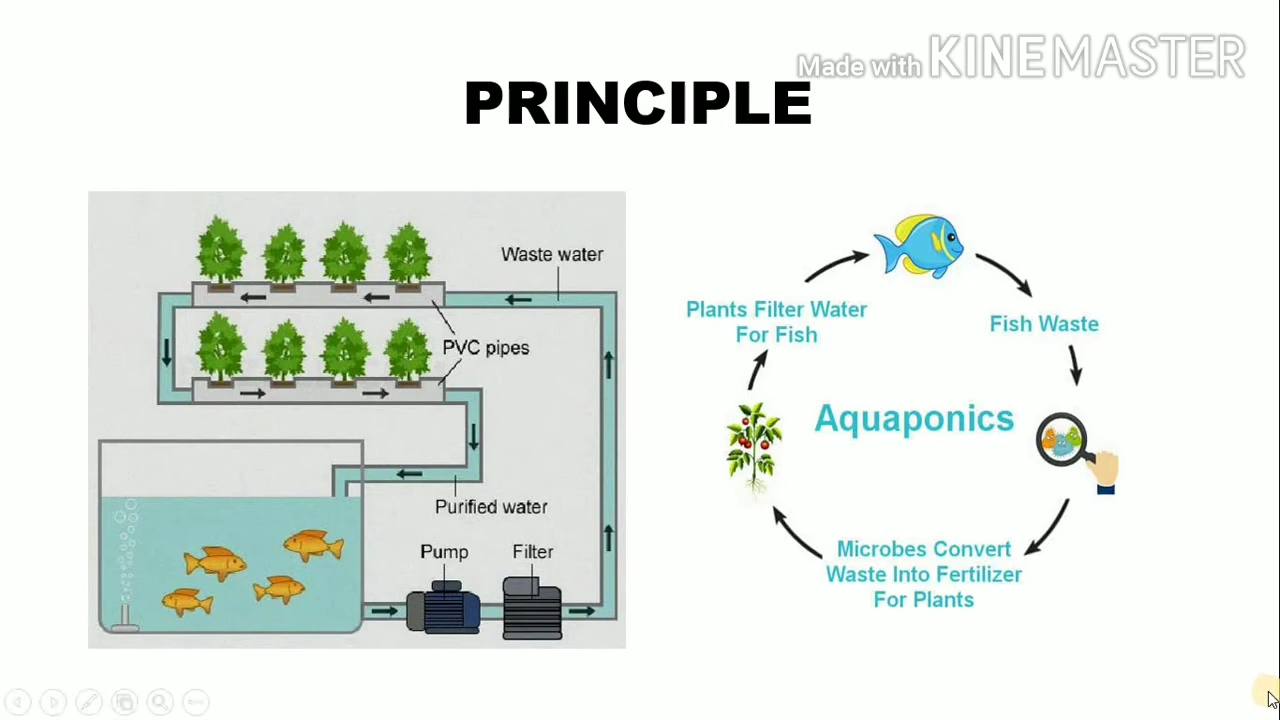 Made with KINEMASTER
PRINCIPLE
Waste water
PVC pipes
Purified water
Pump
Filter
Plants Filter Water
For Fish
Fish Waste
Aquaponics
Microbes Convert
Waste Into Fertilizer
For Plants